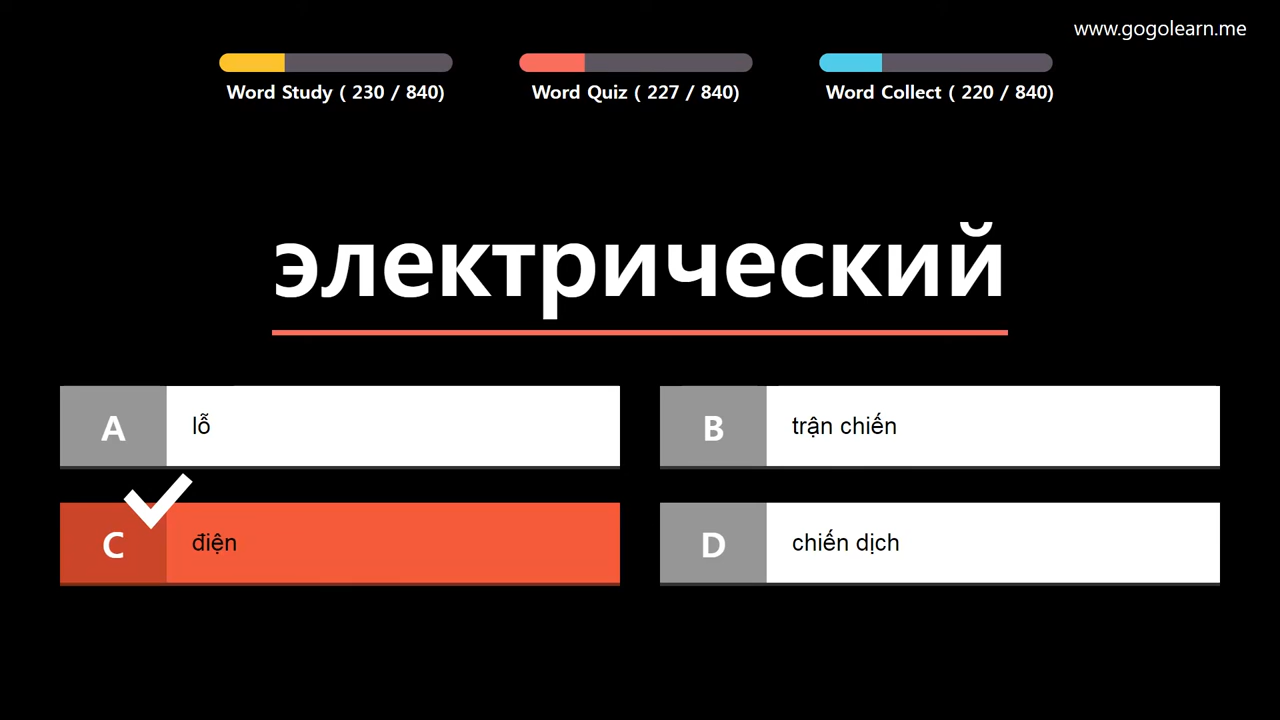 www.gogolearn.me
Word Study ( 230 / 840)
Word Quiz ( 227 / 840)
Word Collect ( 220 / 840)
электрический
A
lỗ
B
trận chiến
C
điện
D
chiến dịch